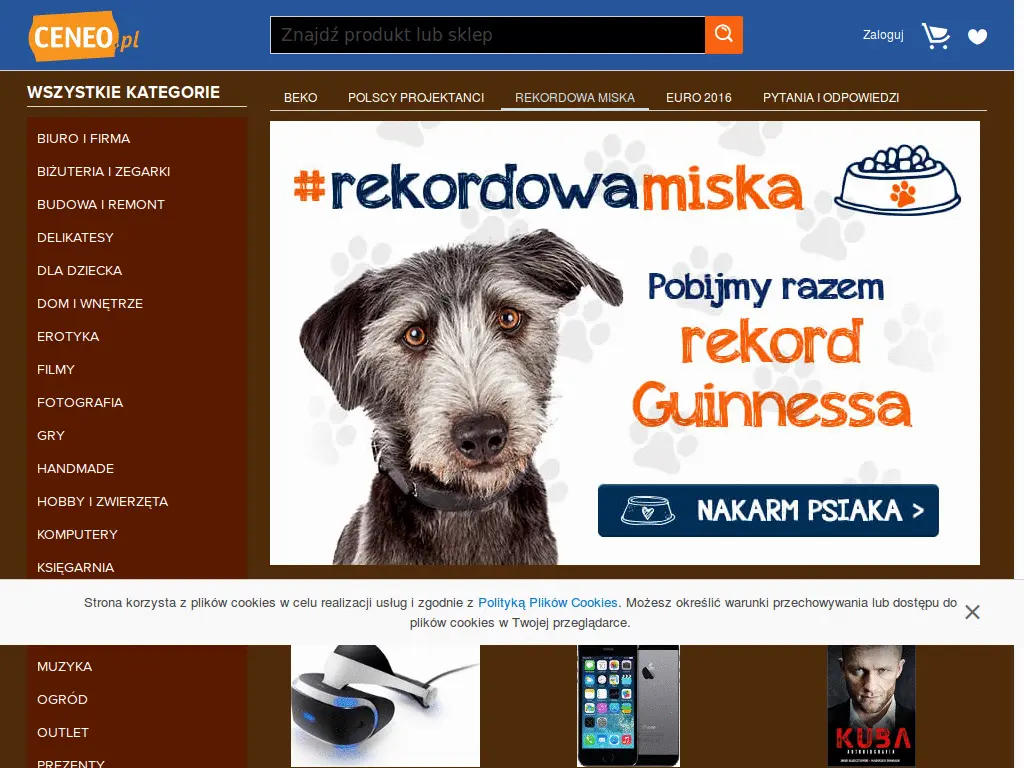 CENEO.pl
Znajdź produkt lub sklep
Zaloguj
WSZYSTKIE KATEGORIE
BEKO
POLSCY PROJEKTANCI
REKORDOWA MISKA
EURO 2016
PYTANIA I ODPOWIEDZI
BIURO I FIRMA
BIŻUTERIA I ZEGARKI
BUDOWA I REMONT
DELIKATESY
DLA DZIECKA
DOM I WNĘTRZE
EROTYKA
FILMY
FOTOGRAFIA
GRY
HANDMADE
HOBBY I ZWIERZĘTA
KOMPUTERY
KSIĘGARNIA
#rekordowamiska
Pobijmy razem
rekord
Guinnessa
NAKARM PSIAKA >
Strona korzysta z plików cookies w celu realizacji usług i zgodnie z Polityką Plików Cookies. Możesz określić warunki przechowywania lub dostępu do
plików cookies w Twojej przeglądarce.
MUZYKA
OGRÓD
OUTLET
PREZENTY
KUBA
AUTOBIOGRAFIA